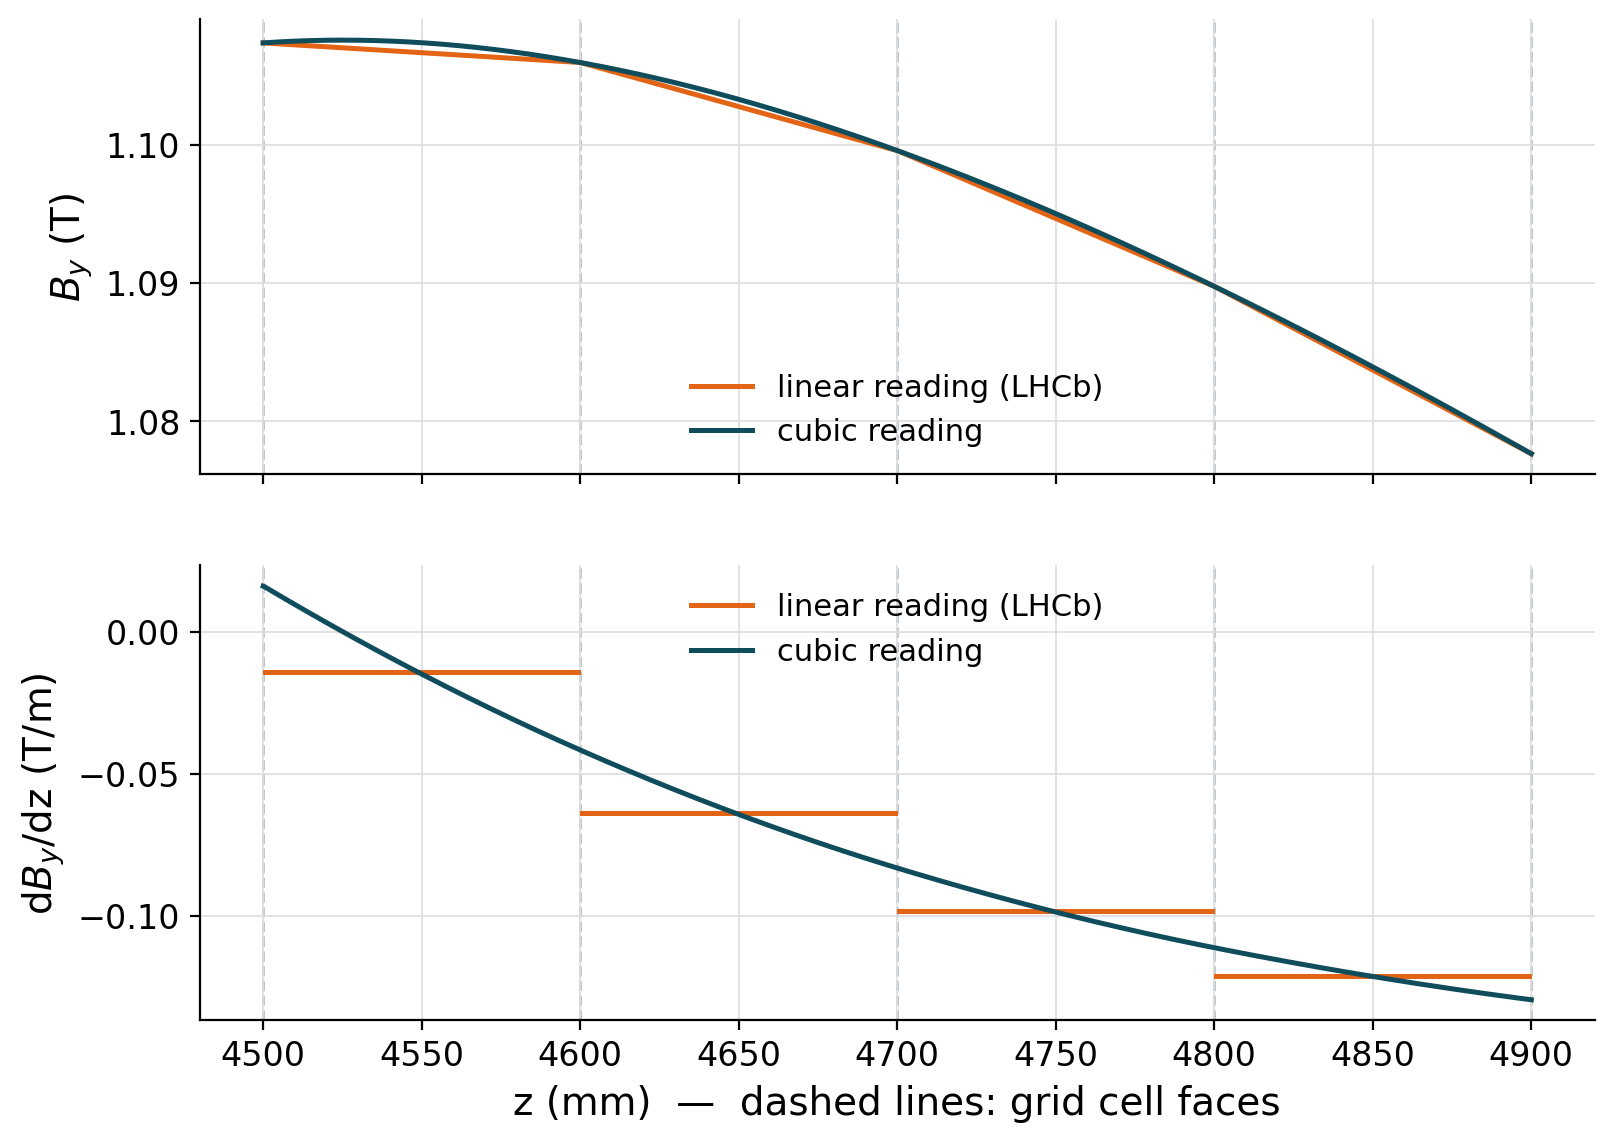 1.10
1.09
1.08
B_y (T)
linear reading (LHCb)
cubic reading
0.00
−0.05
−0.10
dB_y/dz (T/m)
linear reading (LHCb)
cubic reading
4500 4550 4600 4650 4700 4750 4800 4850 4900
z (mm) — dashed lines: grid cell faces